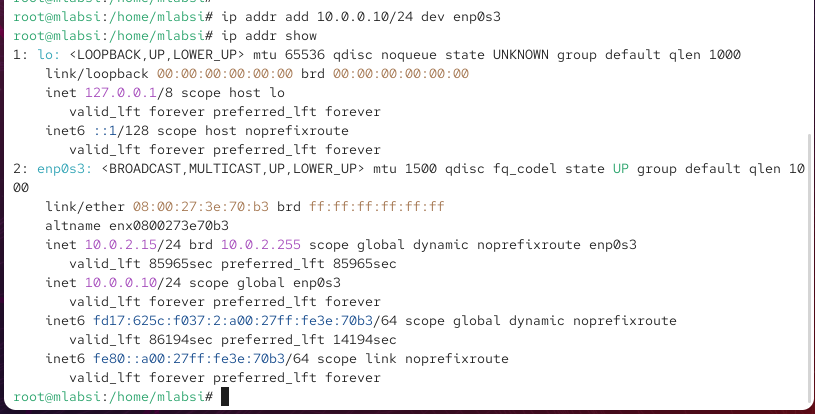 root@mlabsi:/home/mlabsi# ip addr add 10.0.0.10/24 dev enp0s3
root@mlabsi:/home/mlabsi# ip addr show
1: lo: <LOOPBACK,UP,LOWER_UP> mtu 65536 qdisc noqueue state UNKNOWN group default qlen 1000
    link/loopback 00:00:00:00:00:00 brd 00:00:00:00:00:00
    inet 127.0.0.1/8 scope host lo
       valid_lft forever preferred_lft forever
    inet6 ::1/128 scope host noprefixroute
       valid_lft forever preferred_lft forever
2: enp0s3: <BROADCAST,MULTICAST,UP,LOWER_UP> mtu 1500 qdisc fq_codel state UP group default qlen 10
00
    link/ether 08:00:27:3e:70:b3 brd ff:ff:ff:ff:ff:ff
    altname enx0800273e70b3
    inet 10.0.2.15/24 brd 10.0.2.255 scope global dynamic noprefixroute enp0s3
       valid_lft 85965sec preferred_lft 85965sec
    inet 10.0.0.10/24 scope global enp0s3
       valid_lft forever preferred_lft forever
    inet6 fd17:625c:f037:2:a00:27ff:fe3e:70b3/64 scope global dynamic noprefixroute
       valid_lft 86194sec preferred_lft 14194sec
    inet6 fe80::a00:27ff:fe3e:70b3/64 scope link noprefixroute
       valid_lft forever preferred_lft forever
root@mlabsi:/home/mlabsi#